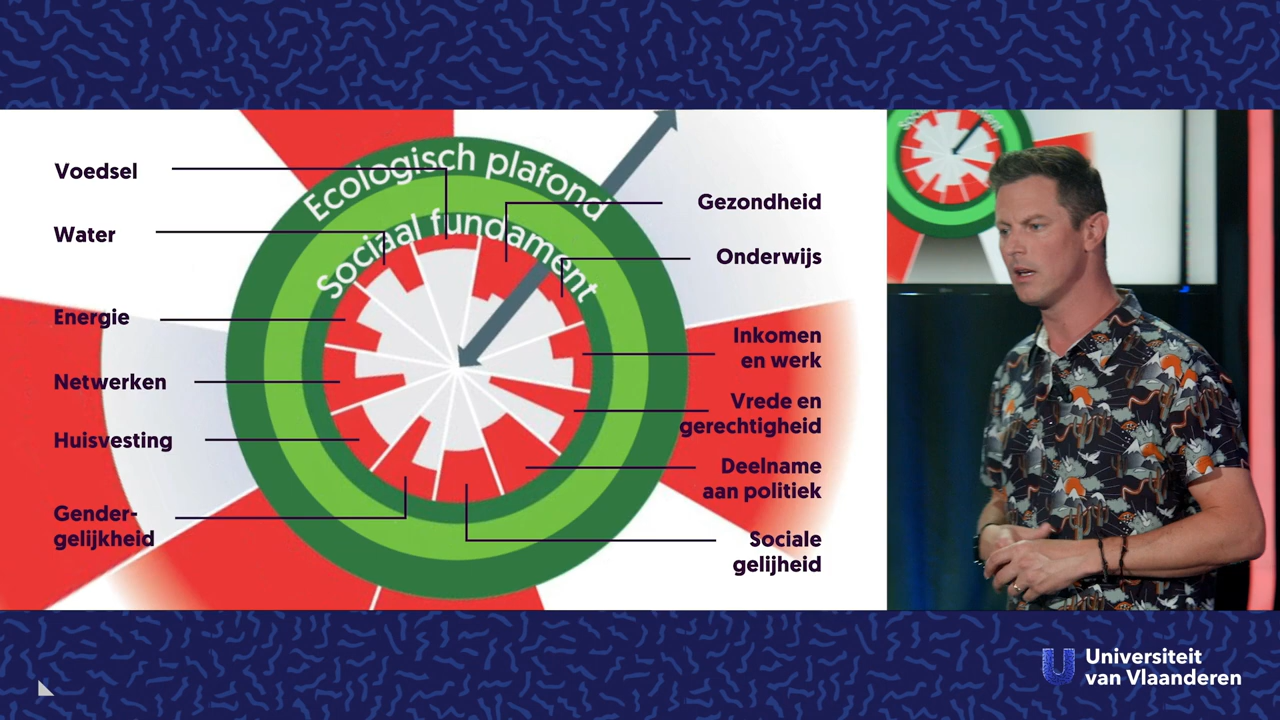 Ecologisch plafond
Sociaal fundament
Voedsel
Water
Energie
Netwerken
Huisvesting
Gender-
gelijkheid
Gezondheid
Onderwijs
Inkomen
en werk
Vrede en
gerechtigheid
Deelname
aan politiek
Sociale
gelijheid
Universiteit
van Vlaanderen